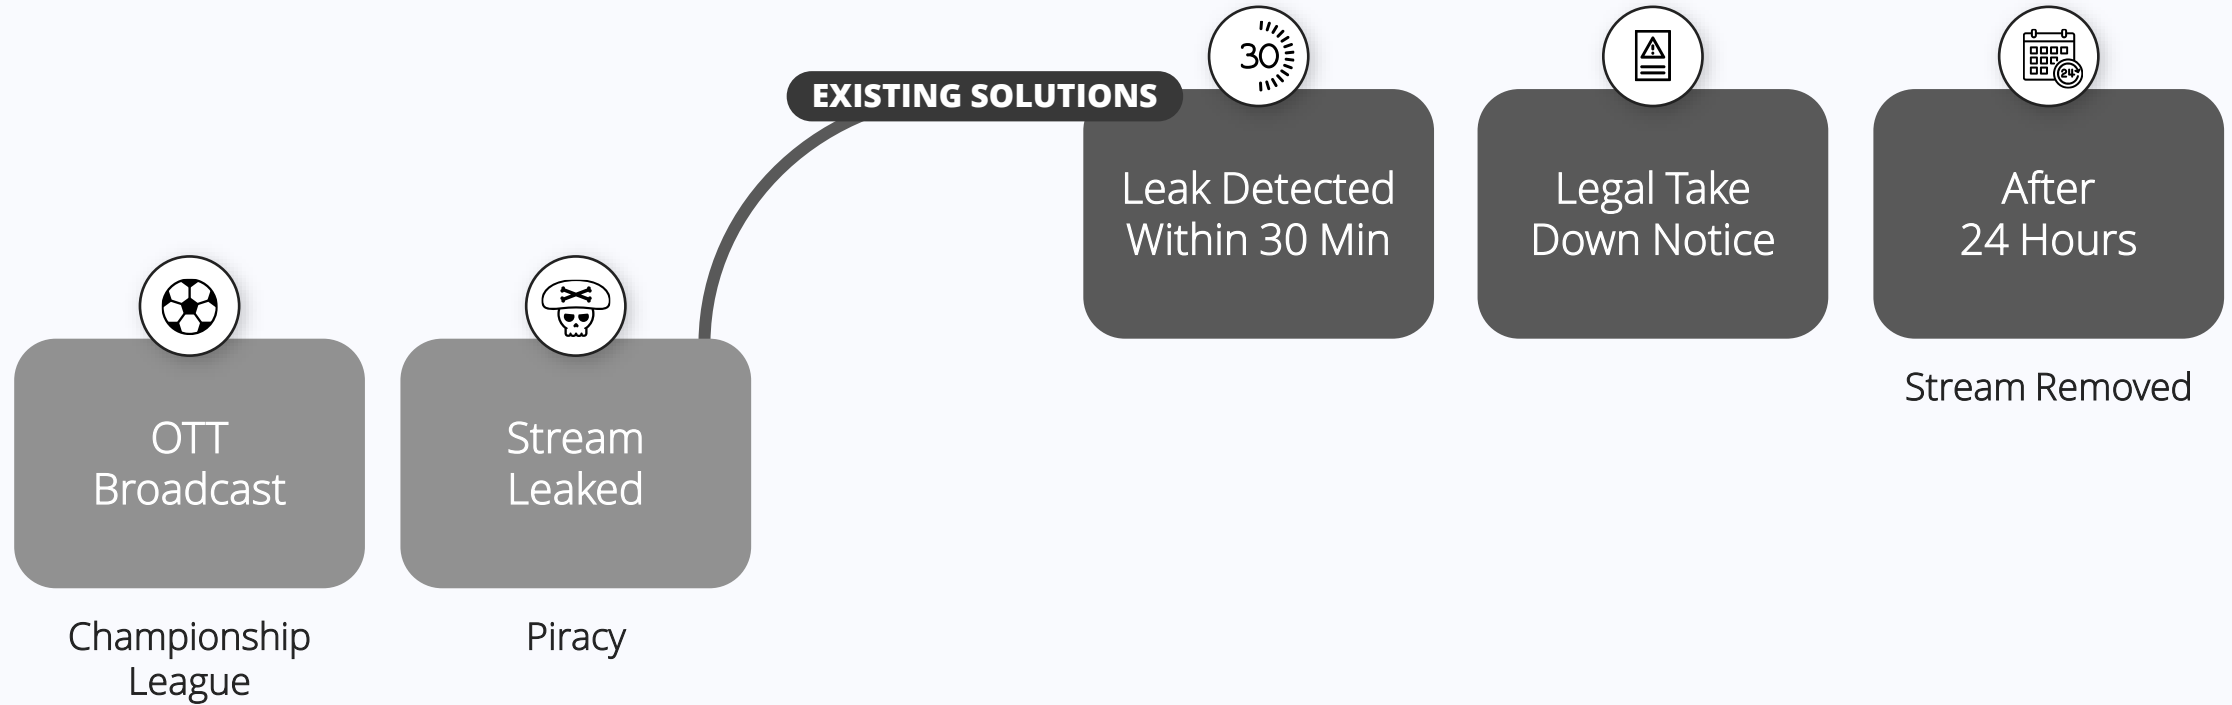 EXISTING SOLUTIONS
30
24
Leak Detected
Within 30 Min
Legal Take
Down Notice
After
24 Hours
Stream Removed
OTT
Broadcast
Championship
League
Stream
Leaked
Piracy